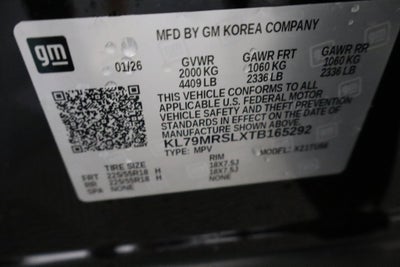 MFD BY GM KOREA COMPANY
gm
01/26
GVWR GAWR FRT GAWR RR
2000 KG 1060 KG 1060 KG
4409 LB 2336 LB 2336 LB
THIS VEHICLE CONFORMS TO ALL
APPLICABLE U.S. FEDERAL MOTOR
VEHICLE SAFETY AND THEFT PREVENTION
STANDARDS IN EFFECT ON THE DATE OF
MANUFACTURE SHOWN ABOVE.
KL79MRSLXTB165292
TYPE: MPV MODEL:
TIRE SIZE RIM
FRT 225/55R18 H 18X7.5J
RR 225/55R18 H 18X7.5J
SPA NONE NONE